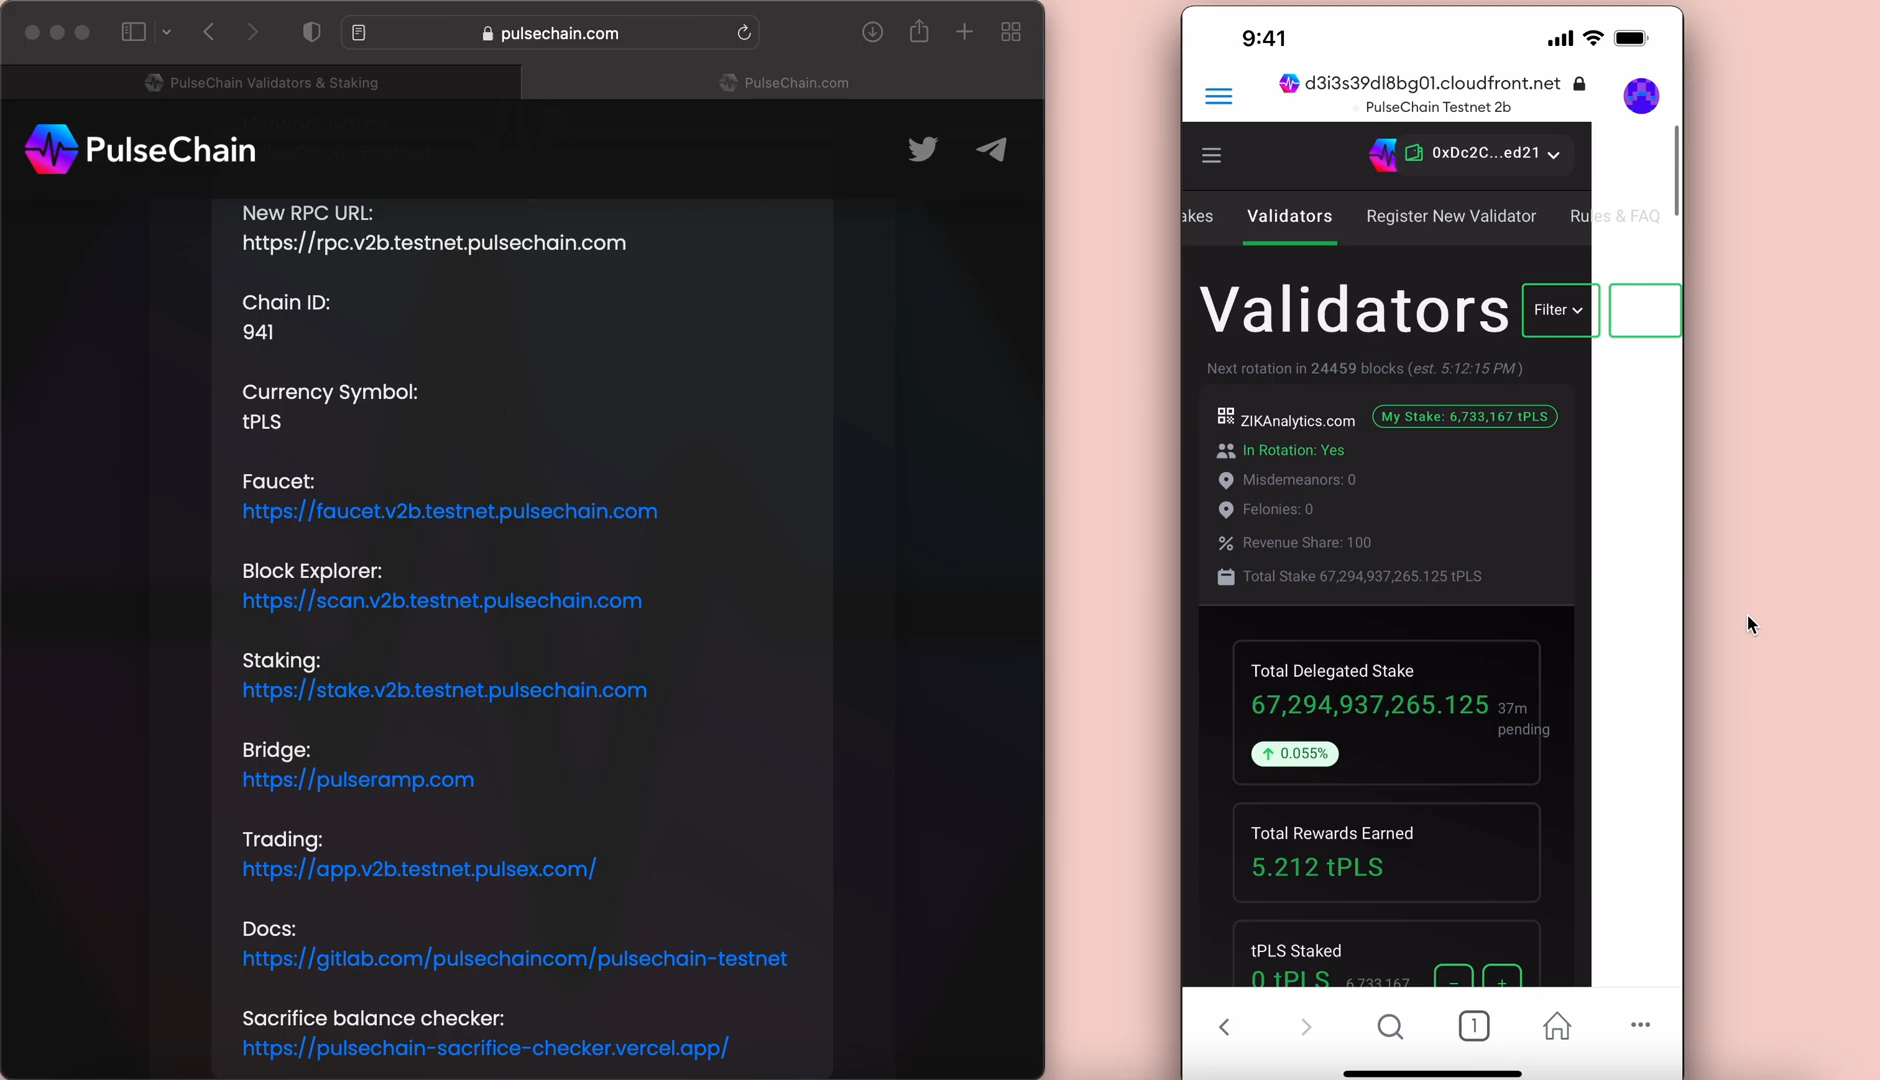 pulsechain.com
PulseChain Validators & Staking
PulseChain.com
Network Name:
PulseChain
New RPC URL:
https://rpc.v2b.testnet.pulsechain.com
Chain ID:
941
Currency Symbol:
tPLS
Faucet:
https://faucet.v2b.testnet.pulsechain.com
Block Explorer:
https://scan.v2b.testnet.pulsechain.com
Staking:
https://stake.v2b.testnet.pulsechain.com
Bridge:
https://pulseramp.com
Trading:
https://app.v2b.testnet.pulsex.com/
Docs:
https://gitlab.com/pulsechaincom/pulsechain-testnet
Sacrifice balance checker:
https://pulsechain-sacrifice-checker.vercel.app/
9:41
d3i3s39dl8bg01.cloudfront.net
PulseChain Testnet 2b
0xDc2C...ed21
akes Validators Register New Validator Rules & FAQ
Validators Filter
Next rotation in 24459 blocks (est. 5:12:15 PM )
ZIKAnalytics.com My Stake: 6,733,167 tPLS
In Rotation: Yes
Misdemeanors: 0
Felonies: 0
% Revenue Share: 100
Total Stake 67,294,937,265.125 tPLS
Total Delegated Stake
67,294,937,265.125 37m
pending
↑ 0.055%
Total Rewards Earned
5.212 tPLS
tPLS Staked
0 tPLS 6,733,167 − +
1